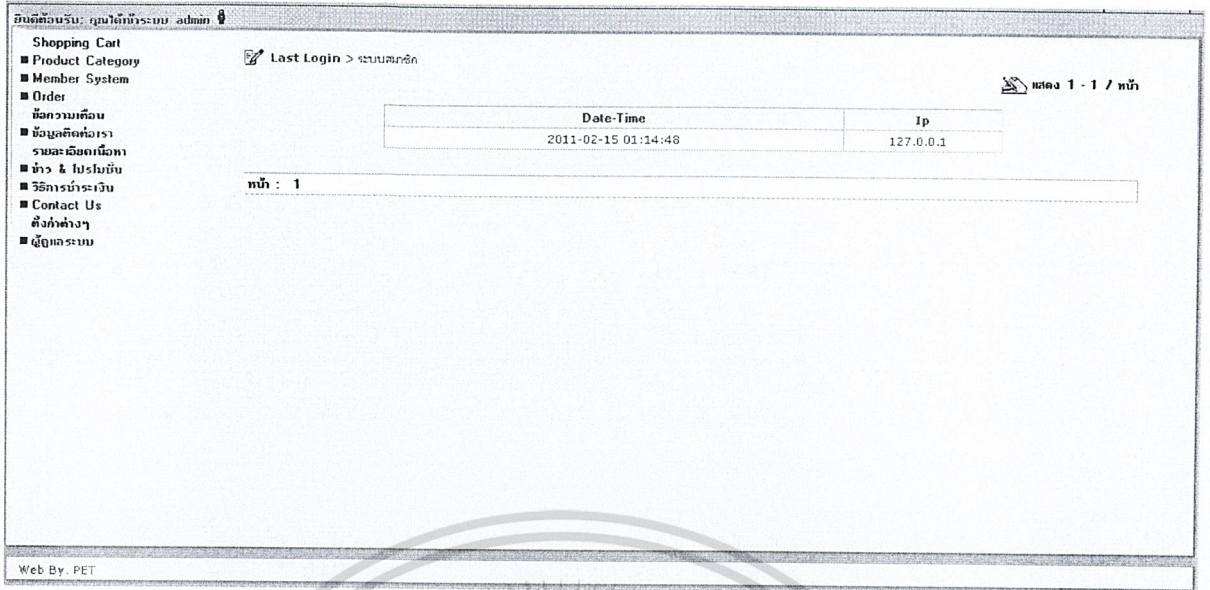 ยินดีต้อนรับ: คุณได้เข้าระบบ admin
Shopping Cart
Product Category
Member System
Order
ข้อความเตือน
ข้อมูลติดต่อเรา
รายละเอียดเนื้อหา
ข่าว & โปรโมชั่น
วิธีการชำระเงิน
Contact Us
ตั้งค่าต่างๆ
ผู้ดูแลระบบ
Last Login > ระบบสมาชิก
แสดง 1 - 1 / หน้า
Date-Time Ip
2011-02-15 01:14:48 127.0.0.1
หน้า : 1
Web By. PET